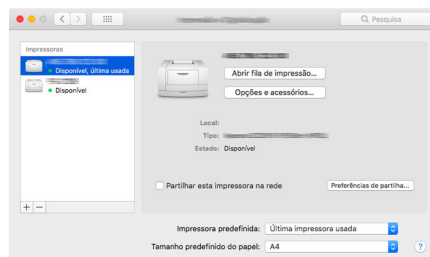 Pesquisa
Impressoras
Disponível, última usada
Disponível
Abrir fila de impressão...
Opções e acessórios...
Local:
Tipo:
Estado: Disponível
Partilhar esta impressora na rede
Preferências de partilha...
+ −
Impressora predefinida: Última impressora usada
Tamanho predefinido do papel: A4
?